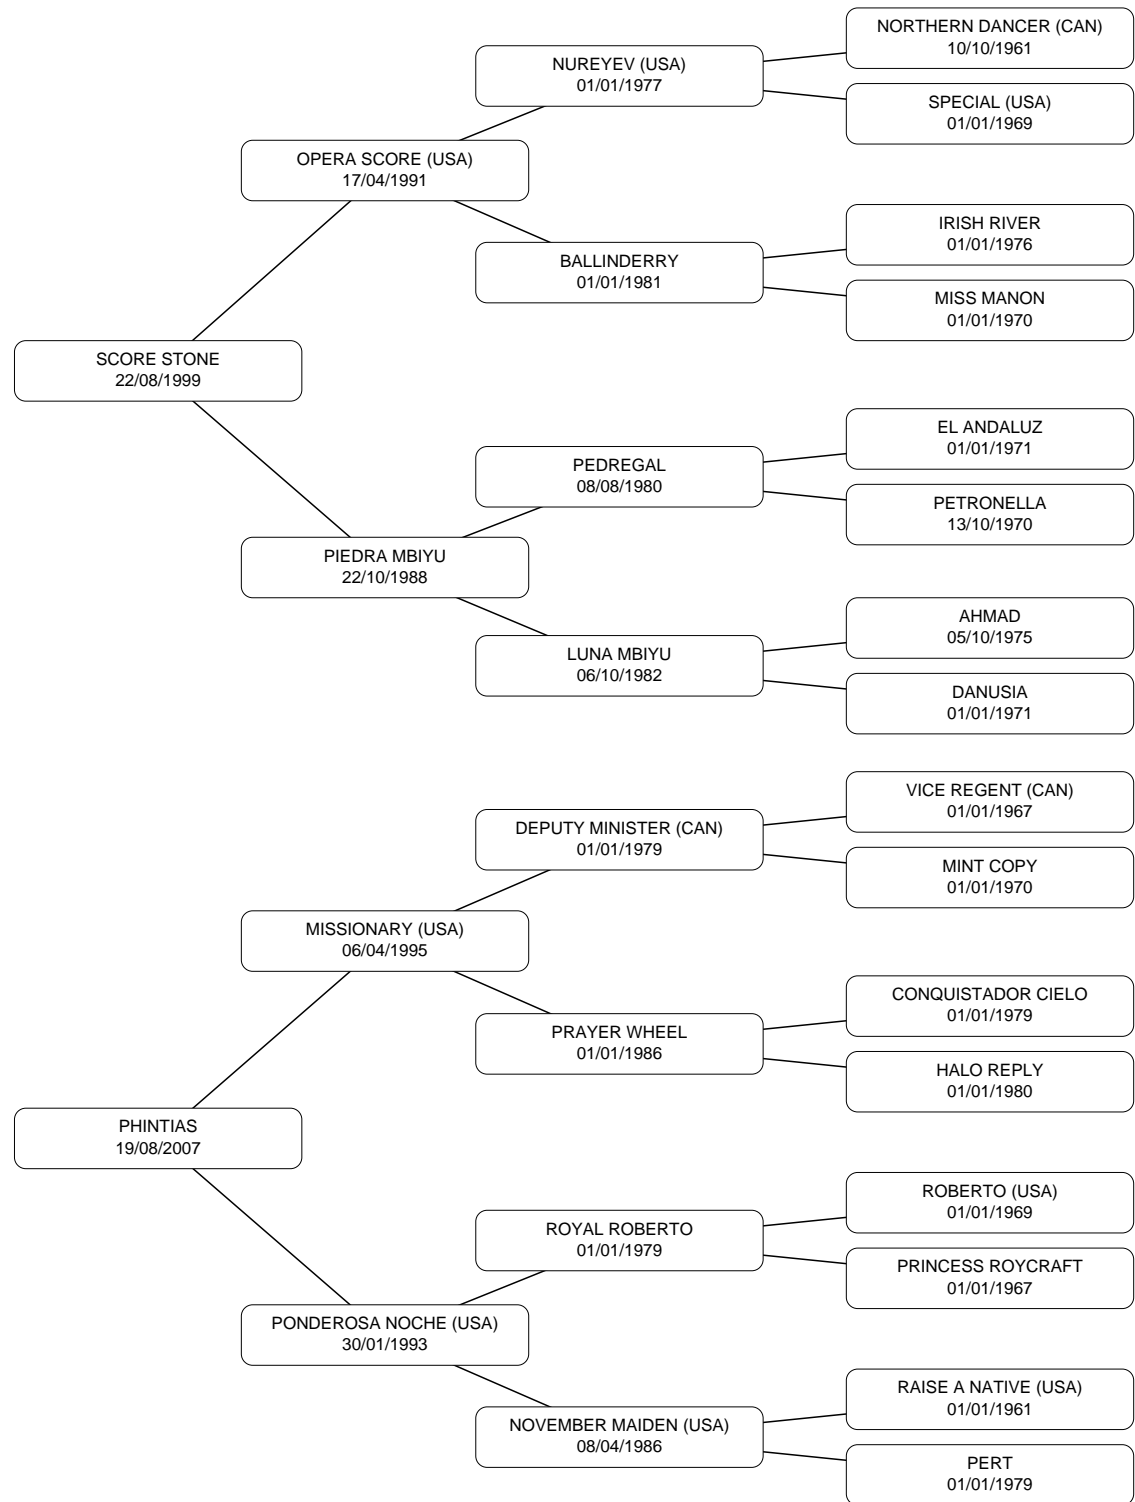 NORTHERN DANCER (CAN)
10/10/1961
NUREYEV (USA)
01/01/1977
SPECIAL (USA)
01/01/1969
OPERA SCORE (USA)
17/04/1991
IRISH RIVER
01/01/1976
BALLINDERRY
01/01/1981
MISS MANON
01/01/1970
SCORE STONE
22/08/1999
EL ANDALUZ
01/01/1971
PEDREGAL
08/08/1980
PETRONELLA
13/10/1970
PIEDRA MBIYU
22/10/1988
AHMAD
05/10/1975
LUNA MBIYU
06/10/1982
DANUSIA
01/01/1971
VICE REGENT (CAN)
01/01/1967
DEPUTY MINISTER (CAN)
01/01/1979
MINT COPY
01/01/1970
MISSIONARY (USA)
06/04/1995
CONQUISTADOR CIELO
01/01/1979
PRAYER WHEEL
01/01/1986
HALO REPLY
01/01/1980
PHINTIAS
19/08/2007
ROBERTO (USA)
01/01/1969
ROYAL ROBERTO
01/01/1979
PRINCESS ROYCRAFT
01/01/1967
PONDEROSA NOCHE (USA)
30/01/1993
RAISE A NATIVE (USA)
01/01/1961
NOVEMBER MAIDEN (USA)
08/04/1986
PERT
01/01/1979